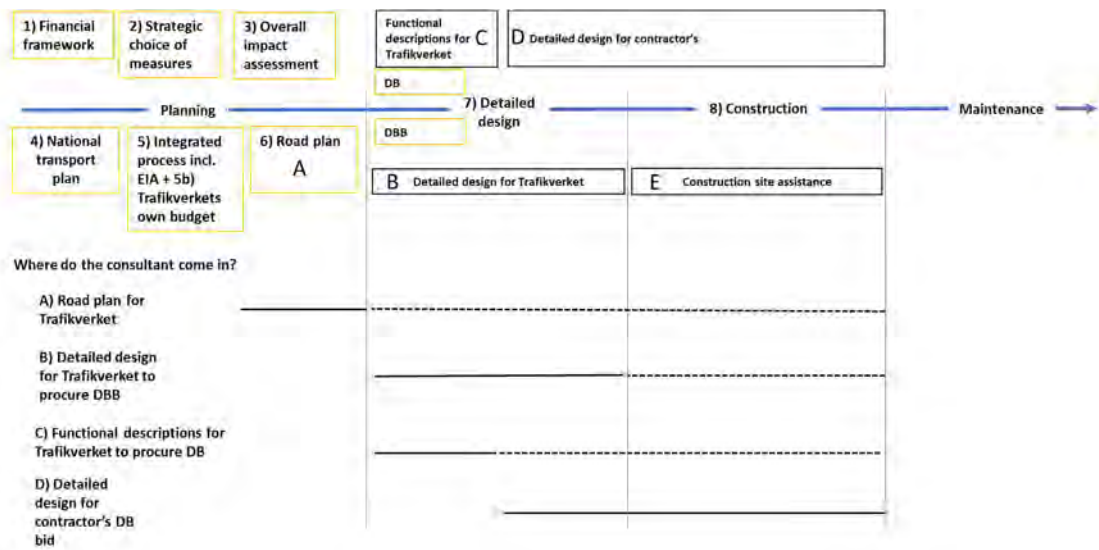 1) Financial
framework
2) Strategic
choice of
measures
3) Overall
impact
assessment
Functional
descriptions for
Trafikverket
C
D Detailed design for contractor's
DB
Planning
7) Detailed
design
8) Construction
Maintenance
DBB
4) National
transport
plan
5) Integrated
process incl.
EIA + 5b)
Trafikverkets
own budget
6) Road plan
A
B Detailed design for Trafikverket
E Construction site assistance
Where do the consultant come in?
A) Road plan for
Trafikverket
B) Detailed design
for Trafikverket to
procure DBB
C) Functional descriptions for
Trafikverket to procure DB
D) Detailed
design for
contractor's DB
bid